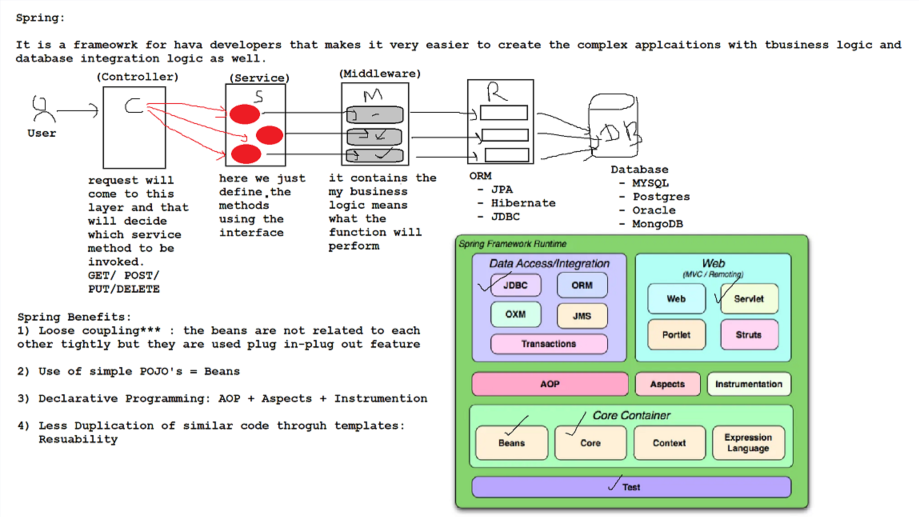 Spring:
It is a frameowrk for hava developers that makes it very easier to create the complex applcaitions with tbusiness logic and
database integration logic as well.
(Controller)
(Service)
(Middleware)
C
S
M
R
DB
User
request will
come to this
layer and that
will decide
which service
method to be
invoked.
GET/ POST/
PUT/DELETE
here we just
define the
methods
using the
interface
it contains the
my business
logic means
what the
function will
perform
ORM
- JPA
- Hibernate
- JDBC
Database
- MYSQL
- Postgres
- Oracle
- MongoDB
Spring Benefits:
1) Loose coupling*** : the beans are not related to each
other tightly but they are used plug in-plug out feature
2) Use of simple POJO's = Beans
3) Declarative Programming: AOP + Aspects + Instrumention
4) Less Duplication of similar code throguh templates:
Resuability
Spring Framework Runtime
Data Access/Integration
JDBC
ORM
OXM
JMS
Transactions
Web
(MVC / Remoting)
Web
Servlet
Portlet
Struts
AOP
Aspects
Instrumentation
Core Container
Beans
Core
Context
Expression
Language
Test